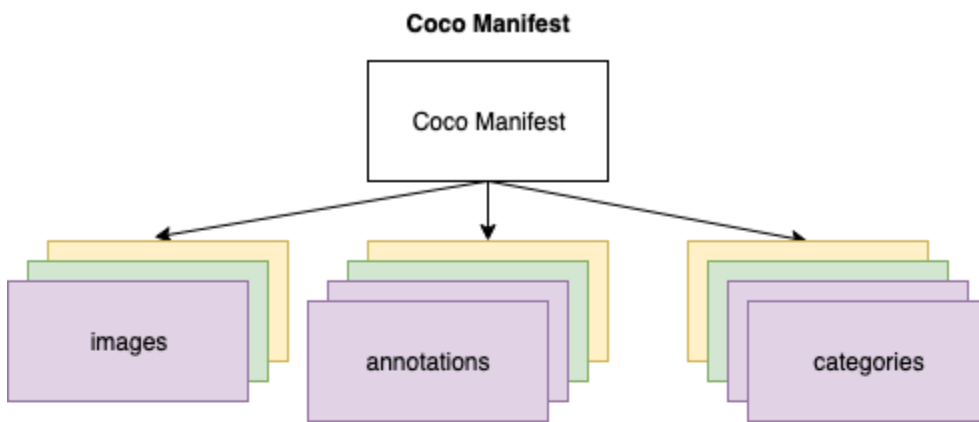 Coco Manifest
Coco Manifest
images
annotations
categories